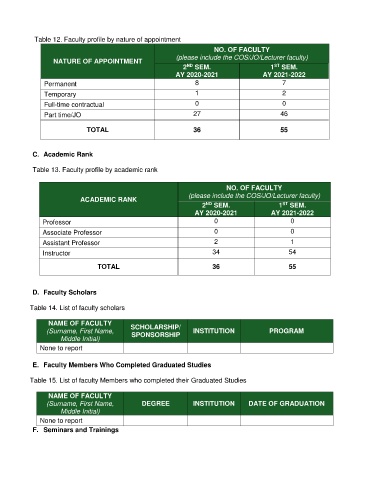 Table 12. Faculty profile by nature of appointment
NATURE OF APPOINTMENT
NO. OF FACULTY
(please include the COS/JO/Lecturer faculty)
2ND SEM.
AY 2020-2021
1ST SEM.
AY 2021-2022
Permanent 8 7
Temporary 1 2
Full-time contractual 0 0
Part time/JO 27 46
TOTAL 36 55
C. Academic Rank
Table 13. Faculty profile by academic rank
ACADEMIC RANK
NO. OF FACULTY
(please include the COS/JO/Lecturer faculty)
2ND SEM.
AY 2020-2021
1ST SEM.
AY 2021-2022
Professor 0 0
Associate Professor 0 0
Assistant Professor 2 1
Instructor 34 54
TOTAL 36 55
D. Faculty Scholars
Table 14. List of faculty scholars
NAME OF FACULTY
(Surname, First Name,
Middle Initial)
SCHOLARSHIP/
SPONSORSHIP
INSTITUTION
PROGRAM
None to report
E. Faculty Members Who Completed Graduated Studies
Table 15. List of faculty Members who completed their Graduated Studies
NAME OF FACULTY
(Surname, First Name,
Middle Initial)
DEGREE
INSTITUTION
DATE OF GRADUATION
None to report
F. Seminars and Trainings